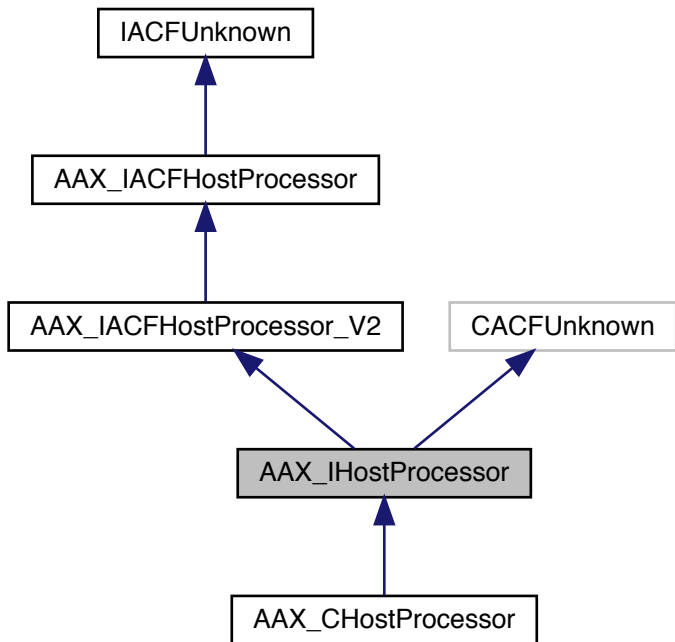 IACFUnknown
AAX_IACFHostProcessor
AAX_IACFHostProcessor_V2
CACFUnknown
AAX_IHostProcessor
AAX_CHostProcessor